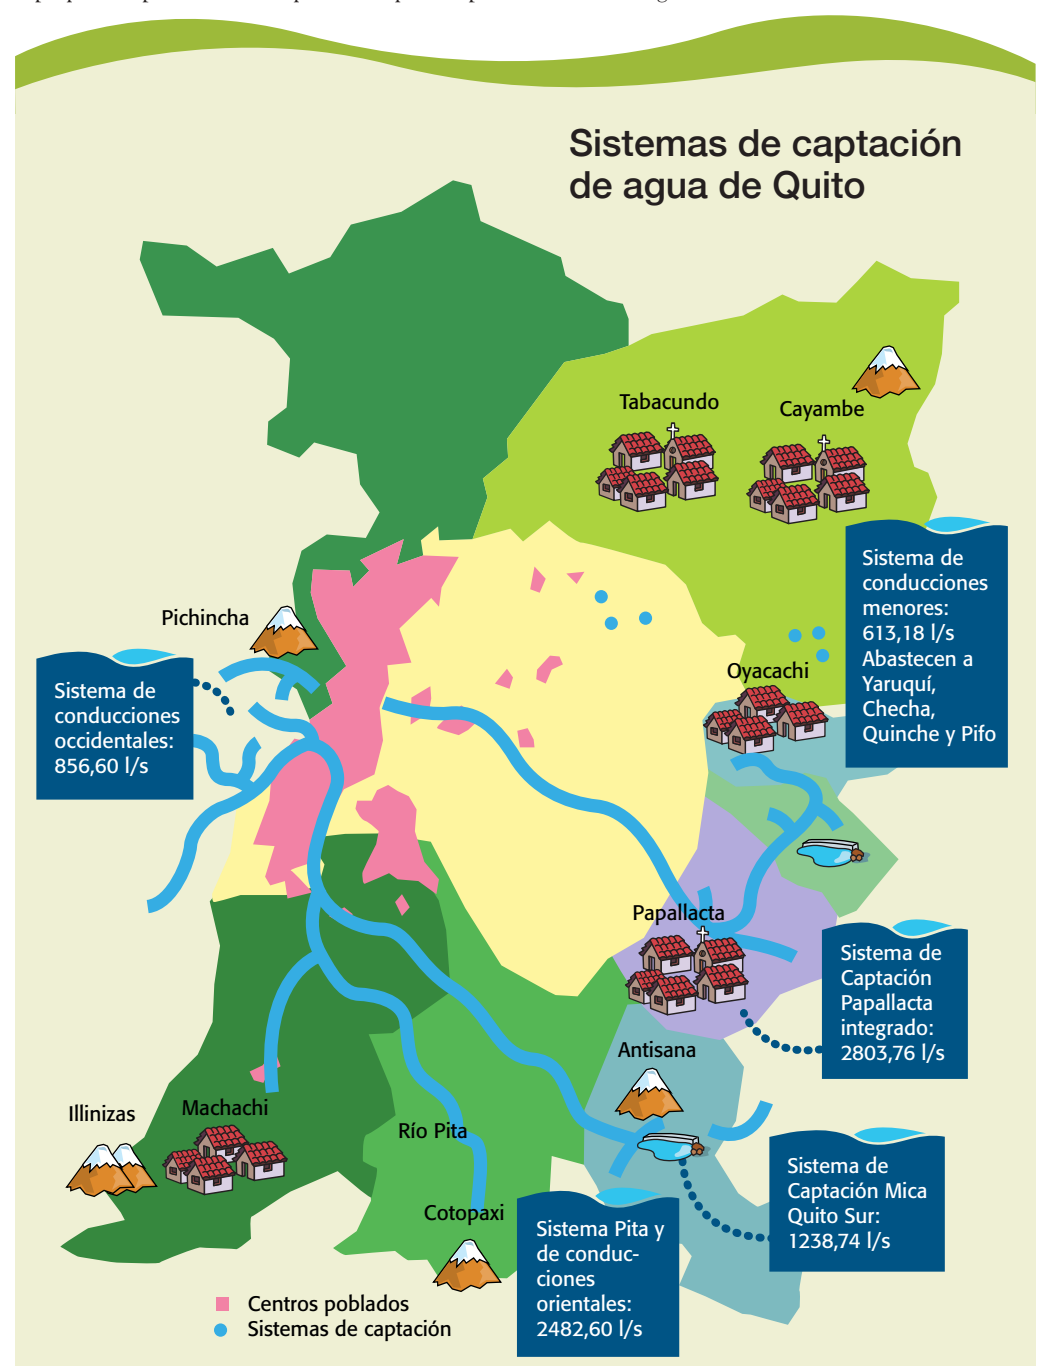 Sistemas de captación
de agua de Quito
Tabacundo
Cayambe
Sistema de
conducciones
menores:
613,18 l/s
Abastecen a
Yaruquí,
Checha,
Quinche y Pifo
Pichincha
Oyacachi
Sistema de
conducciones
occidentales:
856,60 l/s
Papallacta
Sistema de
Captación
Papallacta
integrado:
2803,76 l/s
Antisana
Illinizas
Machachi
Río Pita
Sistema de
Captación Mica
Quito Sur:
1238,74 l/s
Cotopaxi
Sistema Pita y
de conduc-
ciones
orientales:
2482,60 l/s
Centros poblados
Sistemas de captación